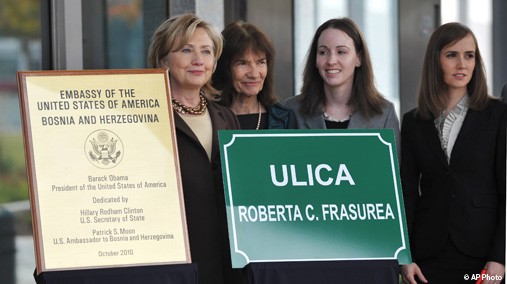 EMBASSY OF THE
UNITED STATES OF AMERICA
BOSNIA AND HERZEGOVINA
Barack Obama
President of the United States of America
Dedicated by
Hillary Rodham Clinton
U.S. Secretary of State
Patrick S. Moon
U.S. Ambassador to Bosnia and Herzegovina
October 2010
ULICA
ROBERTA C. FRASUREA
© AP Photo